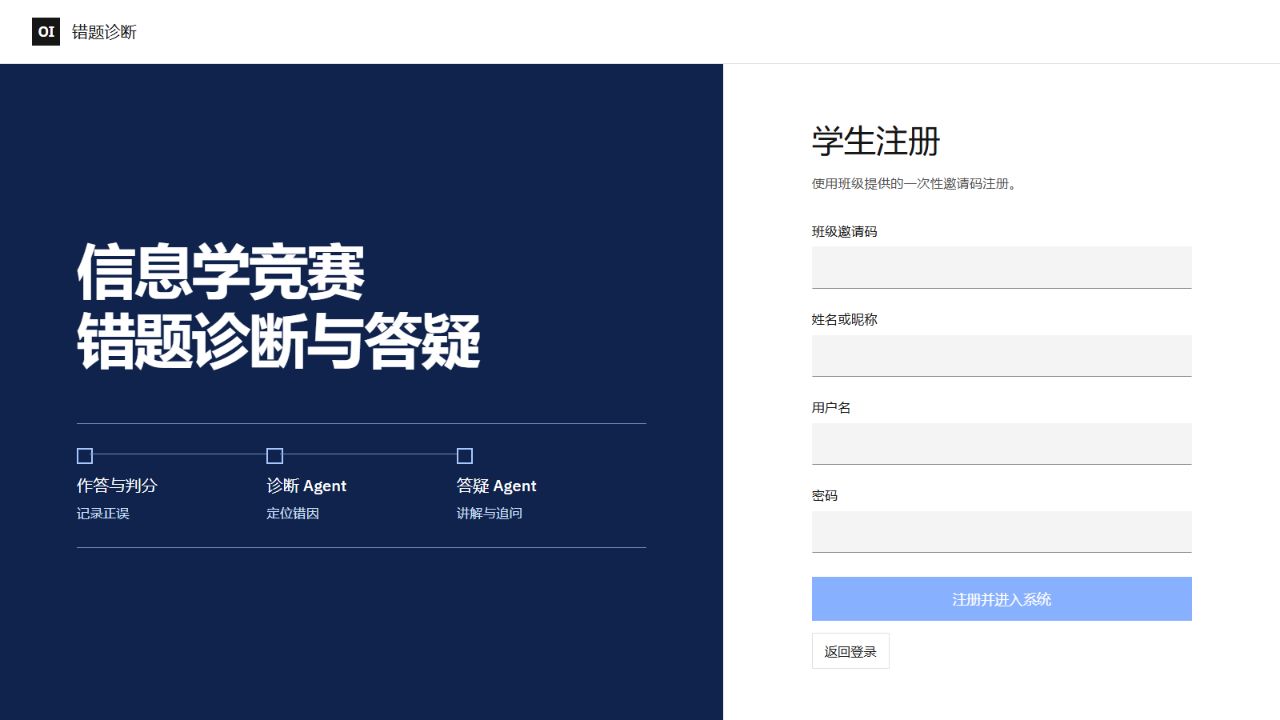 OI 错题诊断
信息学竞赛
错题诊断与答疑
作答与判分
记录正误
诊断 Agent
定位错因
答疑 Agent
讲解与追问
学生注册
使用班级提供的一次性邀请码注册。
班级邀请码
姓名或昵称
用户名
密码
注册并进入系统
返回登录